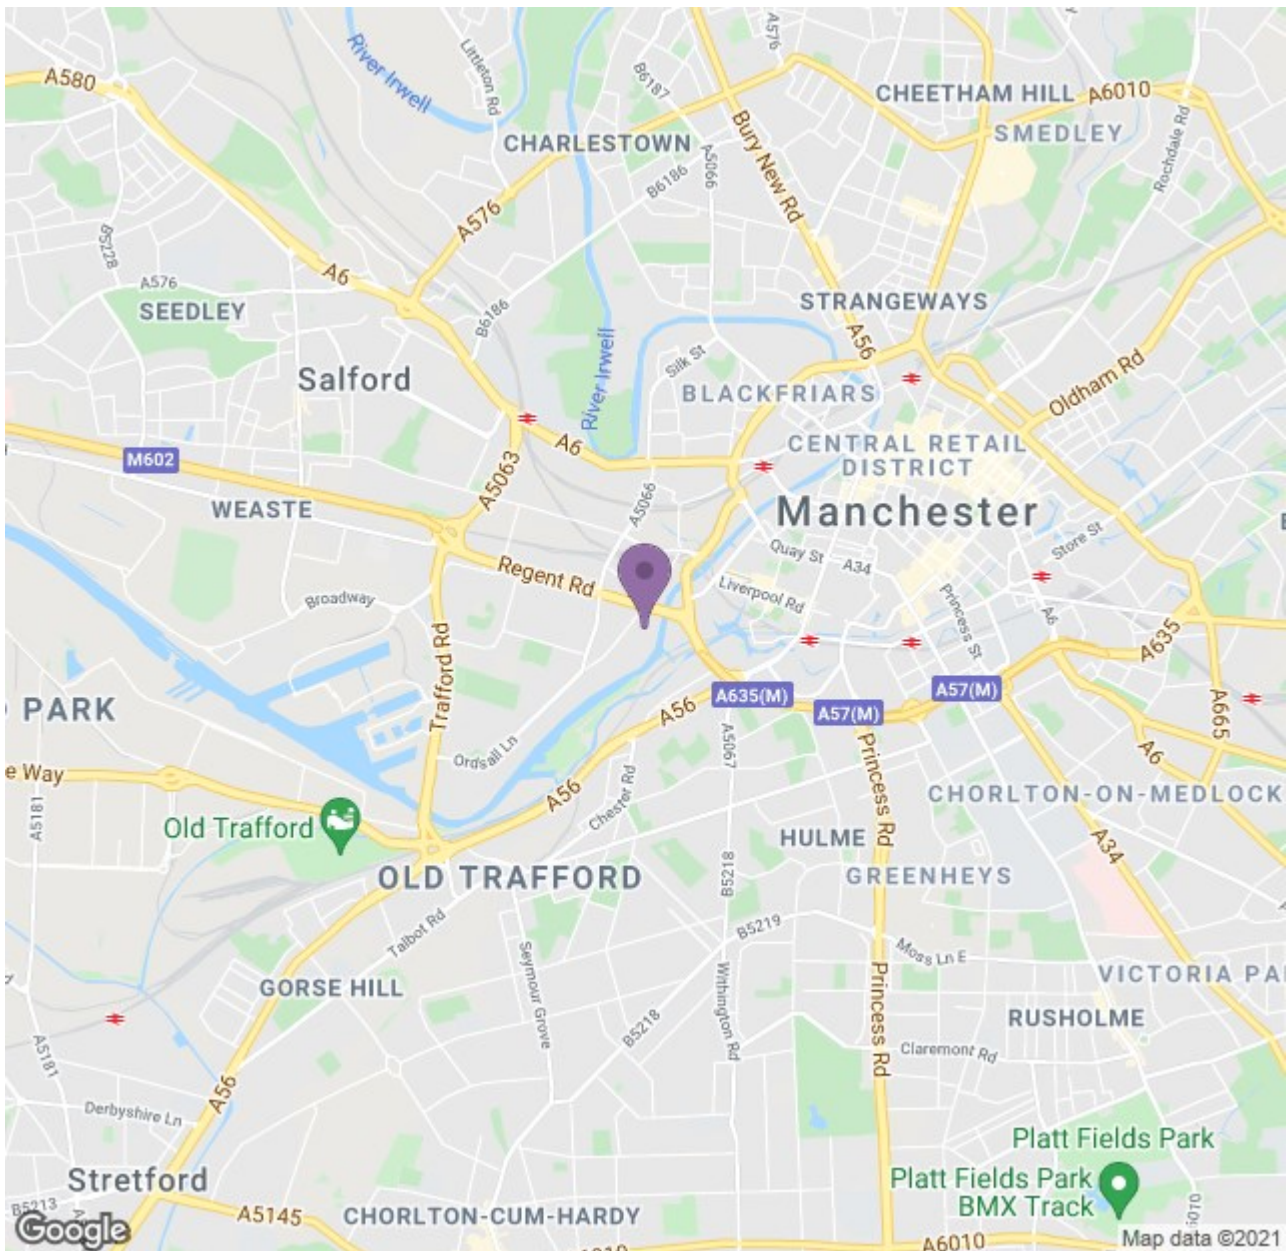 River Irwell
Littleton Rd
A576
B6187
A580
CHEETHAM HILL
A6010
SMEDLEY
CHARLESTOWN
Bury New Rd
A5066
B6186
Rochdale Rd
A576
B5228
A6
A576
SEEDLEY
B6186
STRANGEWAYS
A56
River Irwell
Silk St
Salford
BLACKFRIARS
Oldham Rd
A6
CENTRAL RETAIL
DISTRICT
M602
A5063
A5066
WEASTE
Manchester
Store St
Quay St
A34
Regent Rd
Liverpool Rd
Princess St
Broadway
A6
A635
Trafford Rd
A635(M)
A57(M)
A57(M)
PARK
A56
A665
Ordsall Ln
A5067
Princess Rd
A6
e Way
A56
Chester Rd
CHORLTON-ON-MEDLOCK
A5181
Old Trafford
HULME
A34
OLD TRAFFORD
B5218
GREENHEYS
Talbot Rd
B5219
Moss Ln E
Seymour Grove
Withington Rd
Princess Rd
VICTORIA PA
GORSE HILL
RUSHOLME
B5218
A5181
Claremont Rd
A56
Derbyshire Ln
Platt Fields Park
Stretford
Platt Fields Park
BMX Track
B5213
A5145
CHORLTON-CUM-HARDY
6010
Google
A6010
A6010
Map data ©2021